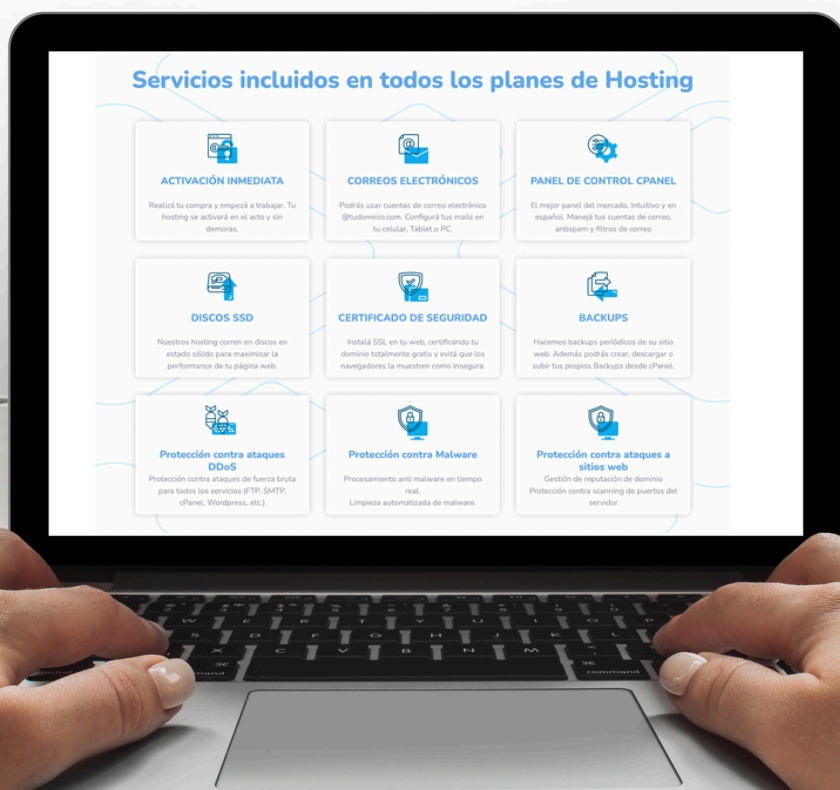 Servicios incluidos en todos los planes de Hosting
ACTIVACIÓN INMEDIATA
Realizá tu compra y empezá a trabajar. Tu
hosting se activará en el acto y sin
demoras.
CORREOS ELECTRÓNICOS
Podrás usar cuentas de correo electrónico
@tudominio.com. Configurá tus mails en
tu celular, Tablet o PC.
PANEL DE CONTROL CPANEL
El mejor panel del mercado. Intuitivo y en
español. Manejá tus cuentas de correo,
antispam y filtros de correo
DISCOS SSD
Nuestros hosting corren en discos en
estado sólido para maximizar la
performance de tu página web.
CERTIFICADO DE SEGURIDAD
Instalá SSL en tu web, certificando tu
dominio totalmente gratis y evitá que los
navegadores la muestren como insegura.
BACKUPS
Hacemos backups periódicos de su sitio
web. Además podrás crear, descargar o
subir tus propios Backups desde cPanel.
Protección contra ataques
DDoS
Protección contra ataques de fuerza bruta
para todos los servicios (FTP, SMTP,
cPanel, Wordpress, etc.)
Protección contra Malware
Procesamiento anti malware en tiempo
real.
Limpieza automatizada de malware.
Protección contra ataques a
sitios web
Gestión de reputación de dominio
Protección contra scanning de puertos del
servidor
W E R T Y U I O P
S D F G H J K L
X C V B N M
command